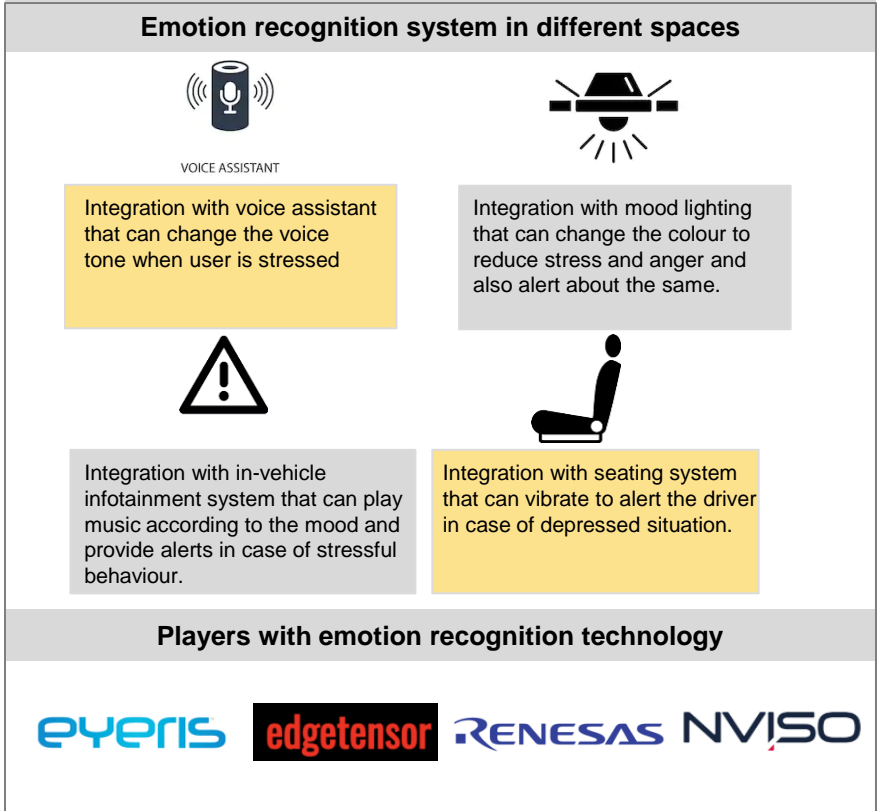 Emotion recognition system in different spaces
VOICE ASSISTANT
Integration with voice assistant
that can change the voice
tone when user is stressed
Integration with mood lighting
that can change the colour to
reduce stress and anger and
also alert about the same.
Integration with in-vehicle
infotainment system that can play
music according to the mood and
provide alerts in case of stressful
behaviour.
Integration with seating system
that can vibrate to alert the driver
in case of depressed situation.
Players with emotion recognition technology
eyeris
edgetensor
RENESAS
NVISO